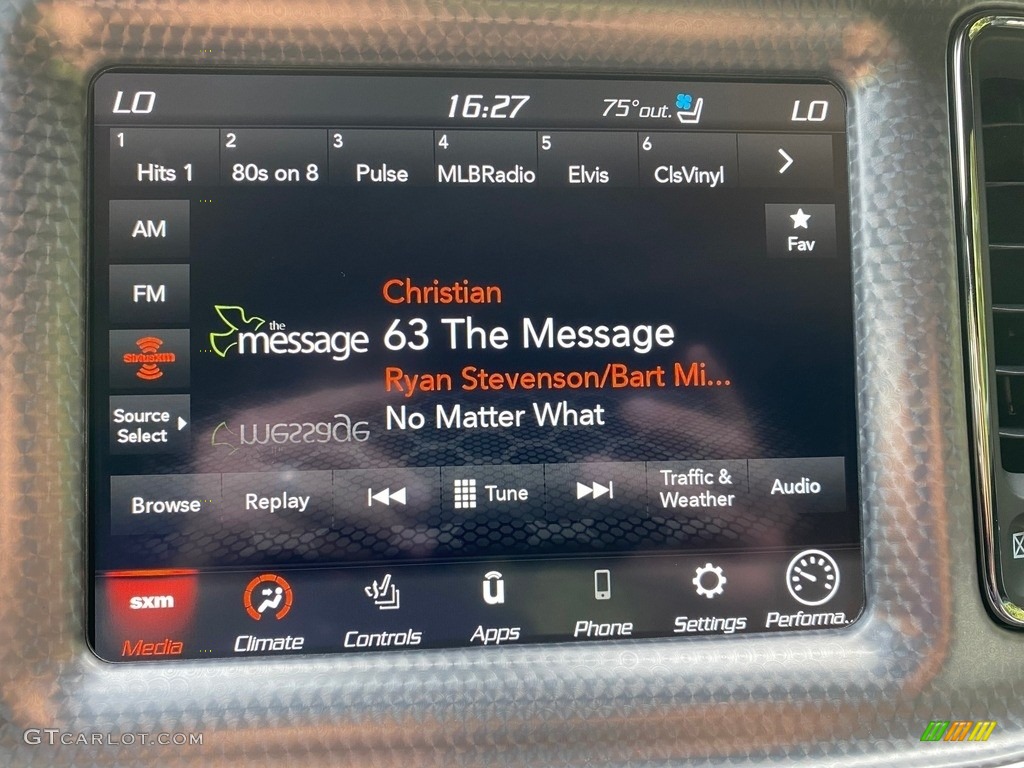 LO 16:27 75°out. LO
1 2 3 4 5 6
Hits 1 80s on 8 Pulse MLBRadio Elvis ClsVinyl
AM
Fav
FM
Christian
the
message
63 The Message
siriusxm
Ryan Stevenson/Bart Mi...
Source
Select
No Matter What
message
Browse Replay Tune Traffic &
Weather Audio
sxm
Media Climate Controls Apps Phone Settings Performa..
GTCARLOT.COM